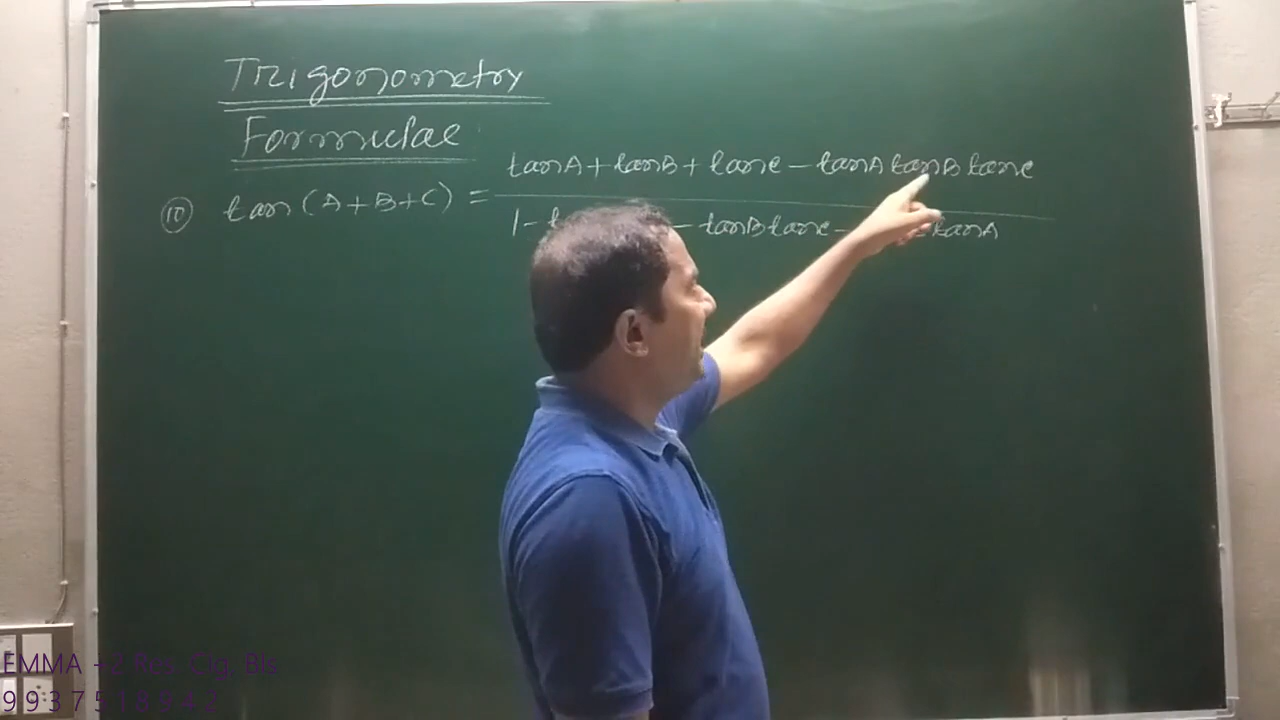 Trigonometry
Formulae
⑩ tan (A+B+C) = tanA + tanB + tanC - tanA tanB tanC
1 - - tanB tanC - tanA
EMMA +2 Res. Clg. Bls
9937518942